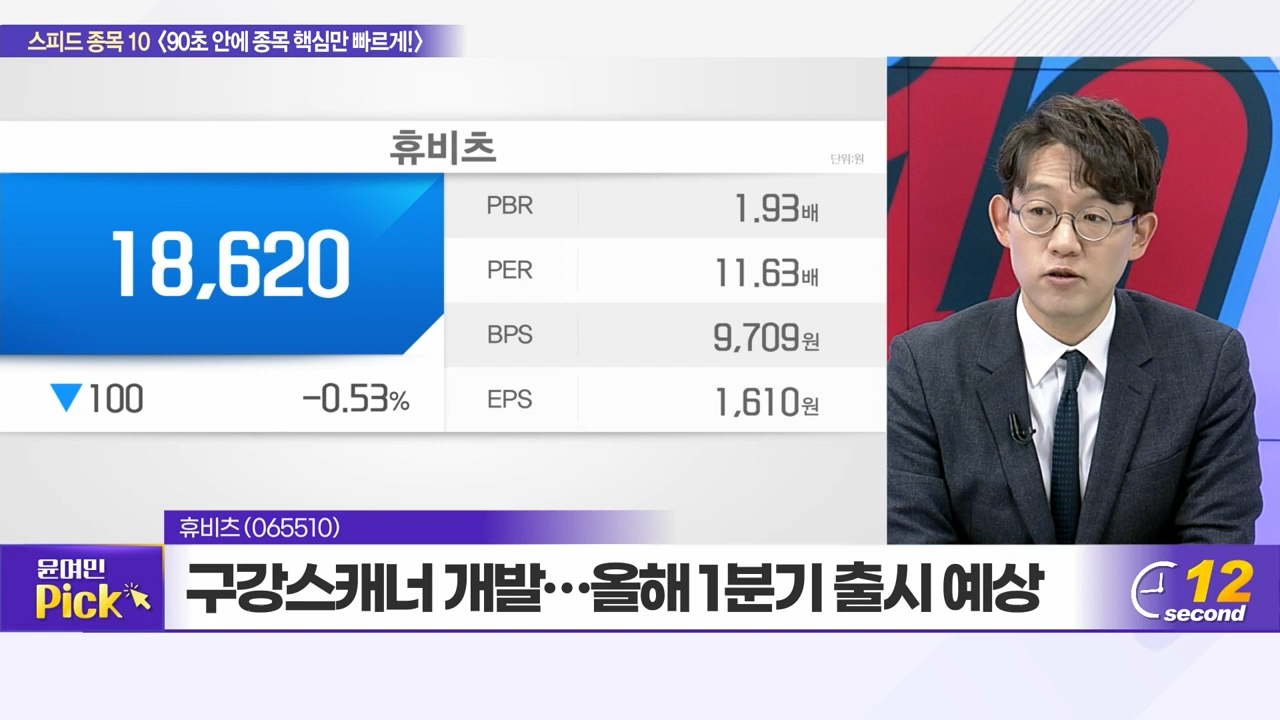 스피드 종목 10 〈90초 안에 종목 핵심만 빠르게!〉
휴비츠
단위:원
18,620
▼100 -0.53%
PBR 1.93배
PER 11.63배
BPS 9,709원
EPS 1,610원
10
휴비츠(065510)
윤여민
Pick
구강스캐너 개발…올해 1분기 출시 예상
12
second